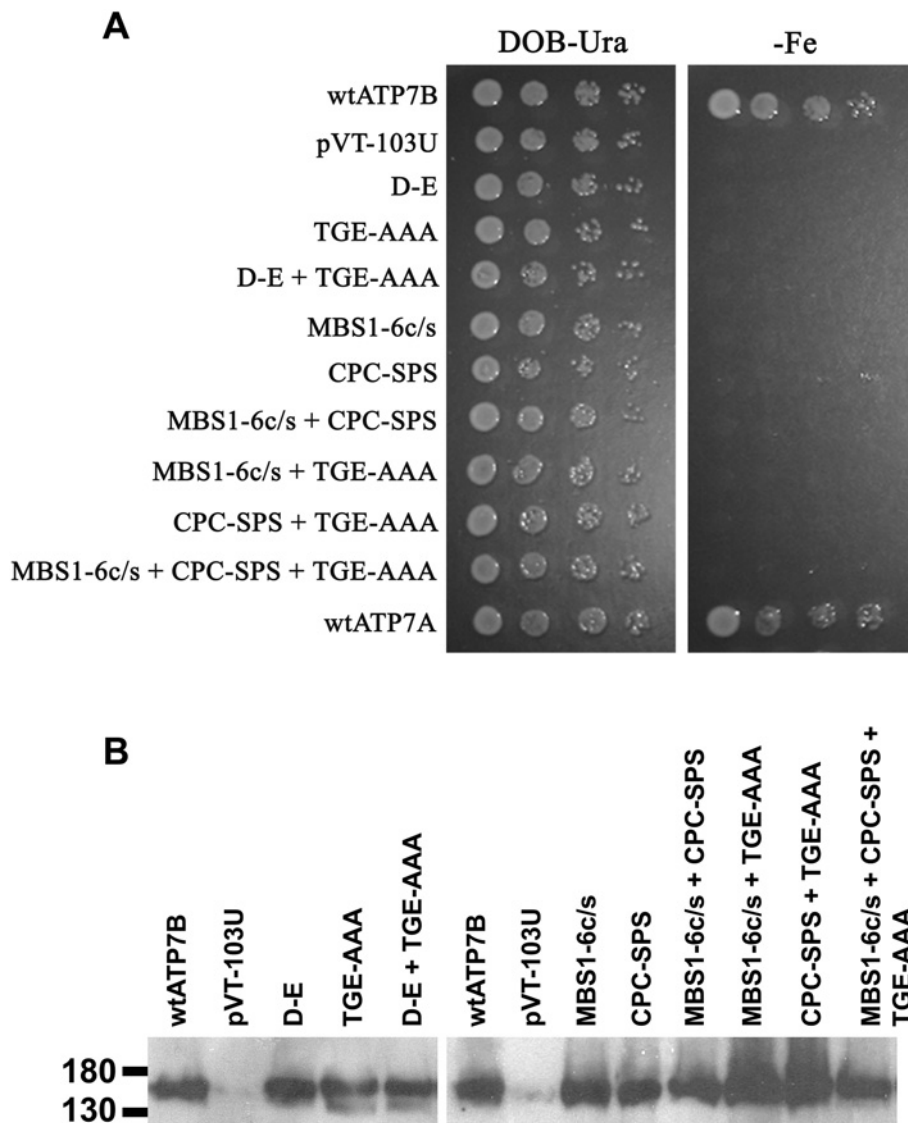 A
DOB-Ura
-Fe
wtATP7B
pVT-103U
D-E
TGE-AAA
D-E + TGE-AAA
MBS1-6c/s
CPC-SPS
MBS1-6c/s + CPC-SPS
MBS1-6c/s + TGE-AAA
CPC-SPS + TGE-AAA
MBS1-6c/s + CPC-SPS + TGE-AAA
wtATP7A
B
wtATP7B
pVT-103U
D-E
TGE-AAA
D-E + TGE-AAA
wtATP7B
pVT-103U
MBS1-6c/s
CPC-SPS
MBS1-6c/s + CPC-SPS
MBS1-6c/s + TGE-AAA
CPC-SPS + TGE-AAA
MBS1-6c/s + CPC-SPS +
TGE-AAA
180
130